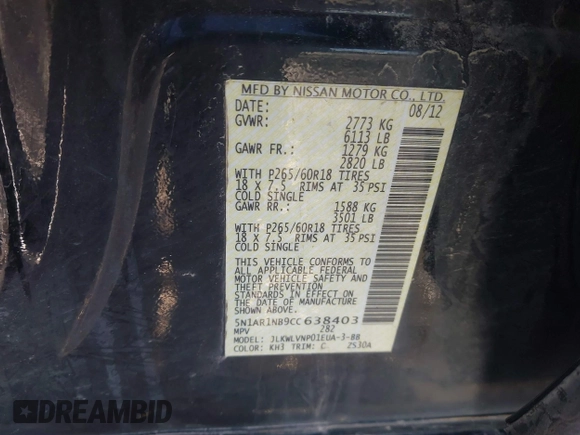 MFD BY NISSAN MOTOR CO., LTD.
DATE: 08/12
GVWR: 2773 KG
6113 LB
GAWR FR.: 1279 KG
2820 LB
WITH P265/60R18 TIRES
18 X 7.5 RIMS AT 35 PSI
COLD SINGLE
GAWR RR.: 1588 KG
3501 LB
WITH P265/60R18 TIRES
18 X 7.5 RIMS AT 35 PSI
COLD SINGLE
THIS VEHICLE CONFORMS TO
ALL APPLICABLE FEDERAL
MOTOR VEHICLE SAFETY AND
THEFT PREVENTION
STANDARDS IN EFFECT ON
THE DATE OF MANUFACTURE
SHOWN ABOVE.
5N1AR1NB9CC638403
MPV 282
MODEL: JLKWLVNP01EUA-3-BB
COLOR: KH3 TRIM: C 2530A
DREAMBID